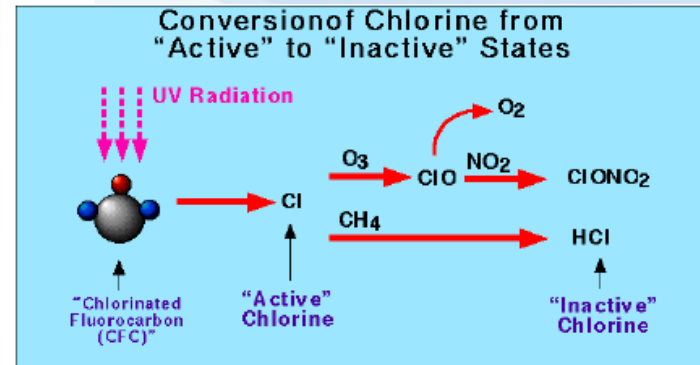 Conversionof Chlorine from
“Active” to “Inactive” States
UV Radiation
O2
O3
ClO
NO2
ClONO2
Cl
CH4
HCl
“Chlorinated
Fluorocarbon
(CFC)”
“Active”
Chlorine
“Inactive”
Chlorine